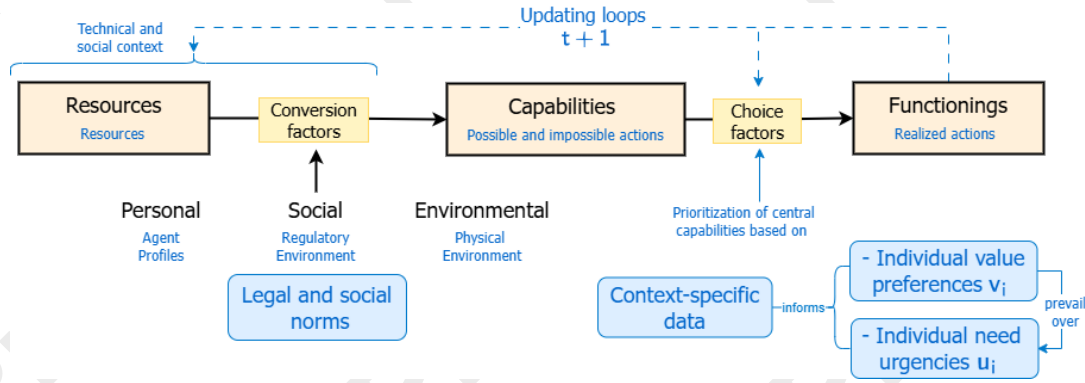 Updating loops
t + 1
Technical and
social context
Resources
Resources
Conversion
factors
Capabilities
Possible and impossible actions
Choice
factors
Functionings
Realized actions
Personal
Agent
Profiles
Social
Regulatory
Environment
Environmental
Physical
Environment
Legal and social
norms
Prioritization of central
capabilities based on
Context-specific
data
informs
- Individual value
preferences vᵢ
- Individual need
urgencies uᵢ
prevail
over